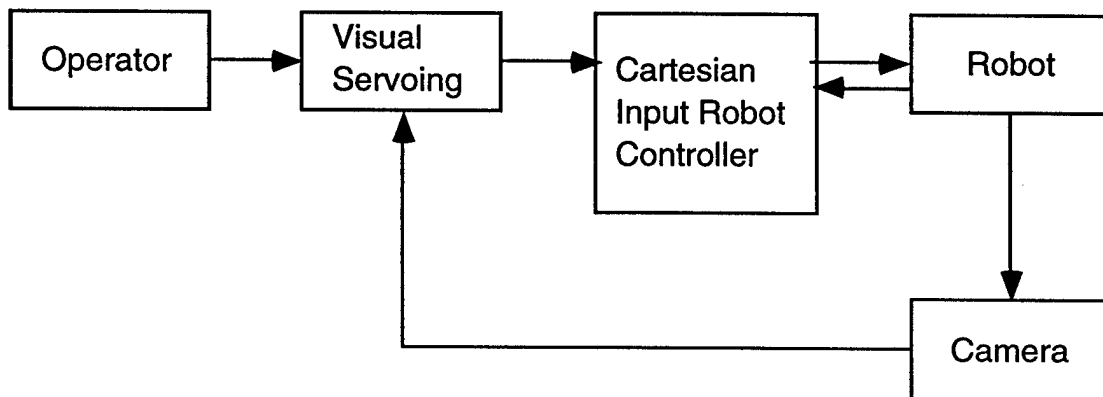 Operator
Visual
Servoing
Cartesian
Input Robot
Controller
Robot
Camera